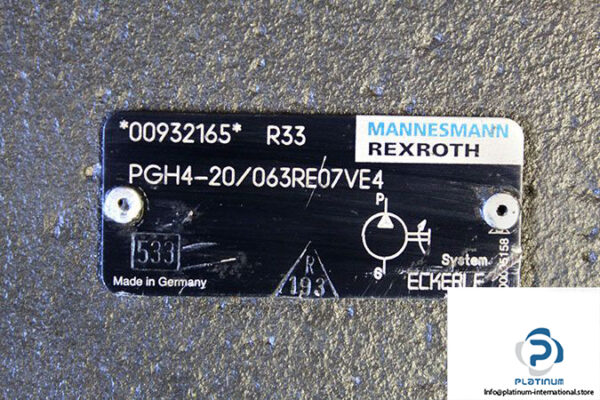 *00932165* R33
MANNESMANN
REXROTH
PGH4-20/063RE07VE4
P
S
533
R
193
System
ECKERLE
Made in Germany
PLATINUM
Info@platinum-international.store